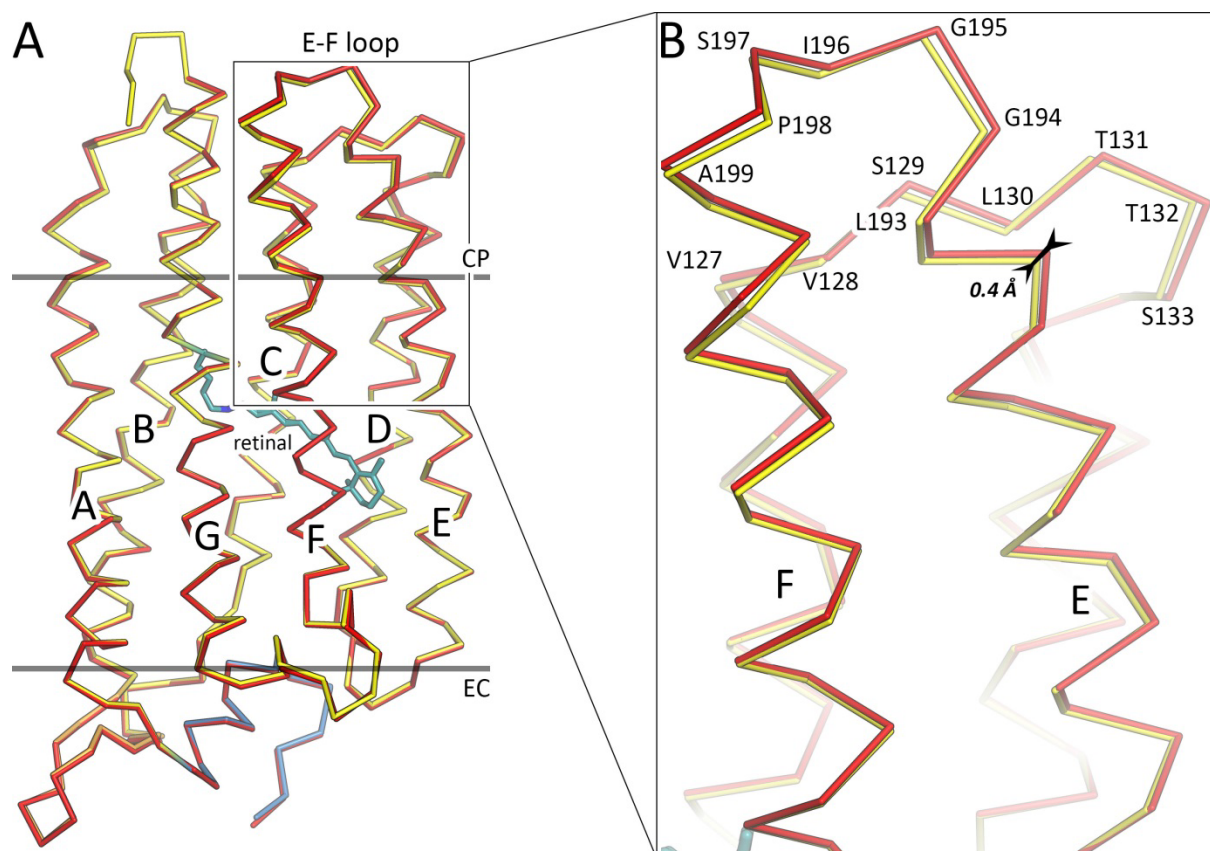 A
E-F loop
CP
C
B
retinal
D
A
G
F
E
EC
B
S197
I196
G195
P198
G194
A199
S129
T131
L130
L193
T132
V127
V128
0.4 Å
S133
F
E